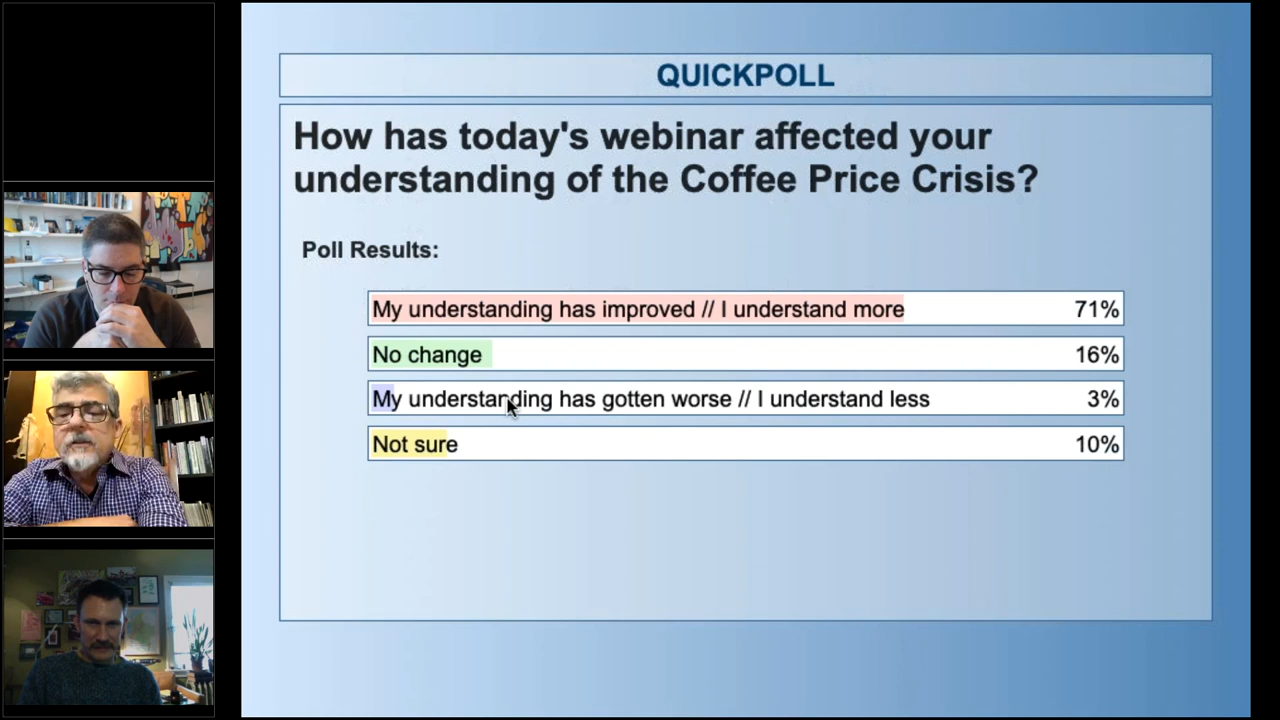 QUICKPOLL
How has today's webinar affected your
understanding of the Coffee Price Crisis?
Poll Results:
My understanding has improved // I understand more 71%
No change 16%
My understanding has gotten worse // I understand less 3%
Not sure 10%